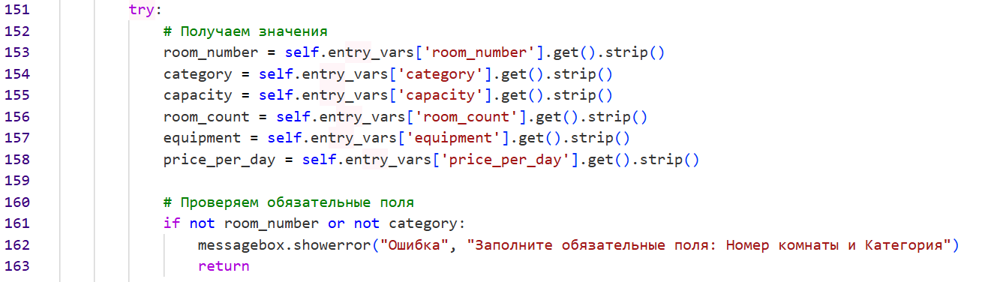 151 try:
152 # Получаем значения
153 room_number = self.entry_vars['room_number'].get().strip()
154 category = self.entry_vars['category'].get().strip()
155 capacity = self.entry_vars['capacity'].get().strip()
156 room_count = self.entry_vars['room_count'].get().strip()
157 equipment = self.entry_vars['equipment'].get().strip()
158 price_per_day = self.entry_vars['price_per_day'].get().strip()
159
160 # Проверяем обязательные поля
161 if not room_number or not category:
162 messagebox.showerror("Ошибка", "Заполните обязательные поля: Номер комнаты и Категория")
163 return